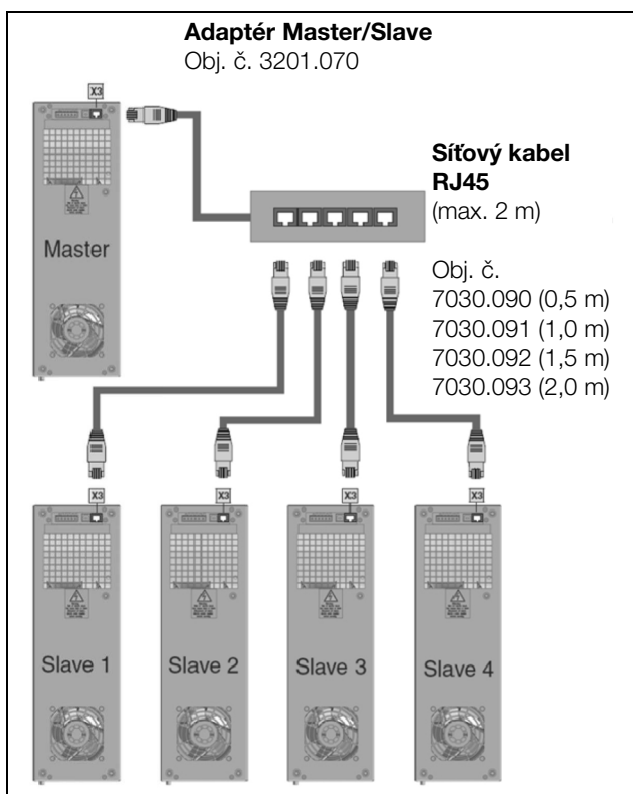 Adaptér Master/Slave
Obj. č. 3201.070
X3
Síťový kabel
RJ45
(max. 2 m)
Master
Obj. č.
7030.090 (0,5 m)
7030.091 (1,0 m)
7030.092 (1,5 m)
7030.093 (2,0 m)
X3
X3
X3
X3
Slave 1
Slave 2
Slave 3
Slave 4